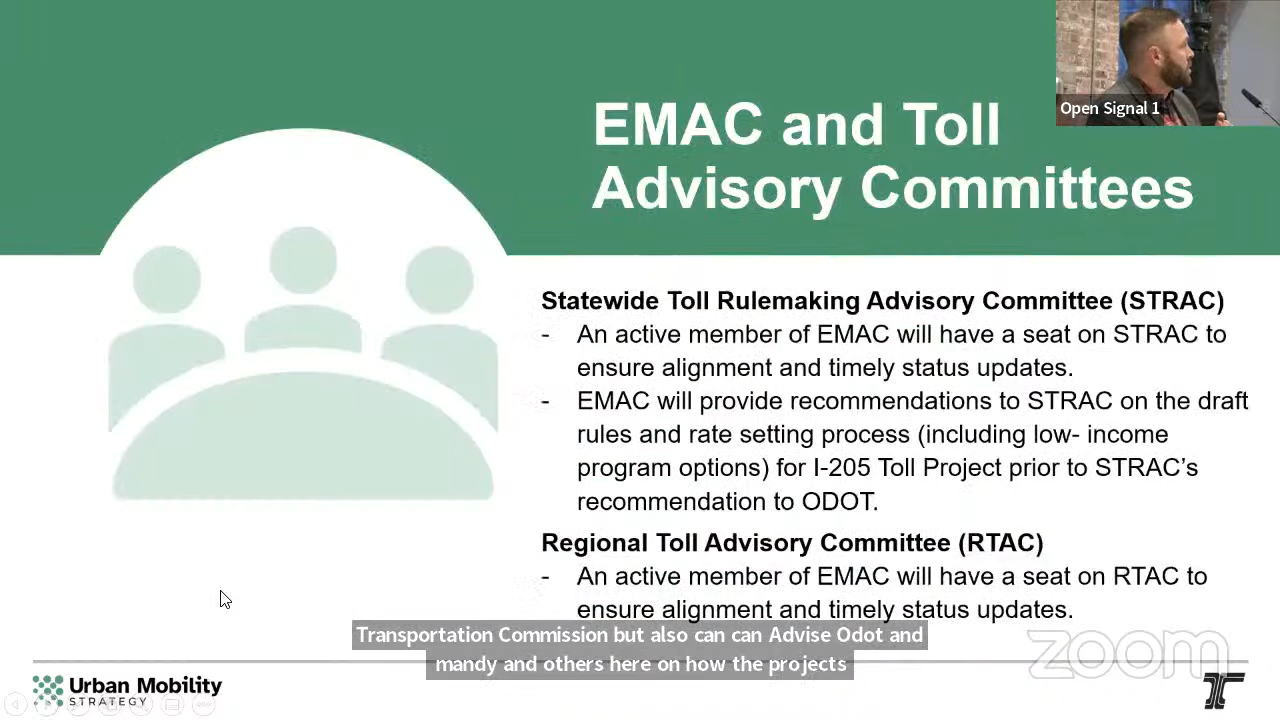 Open Signal 1
EMAC and Toll
Advisory Committees
Statewide Toll Rulemaking Advisory Committee (STRAC)
- An active member of EMAC will have a seat on STRAC to
ensure alignment and timely status updates.
- EMAC will provide recommendations to STRAC on the draft
rules and rate setting process (including low- income
program options) for I-205 Toll Project prior to STRAC’s
recommendation to ODOT.
Regional Toll Advisory Committee (RTAC)
- An active member of EMAC will have a seat on RTAC to
ensure alignment and timely status updates.
Transportation Commission but also can can Advise Odot and
mandy and others here on how the projects
zoom
Urban Mobility
STRATEGY